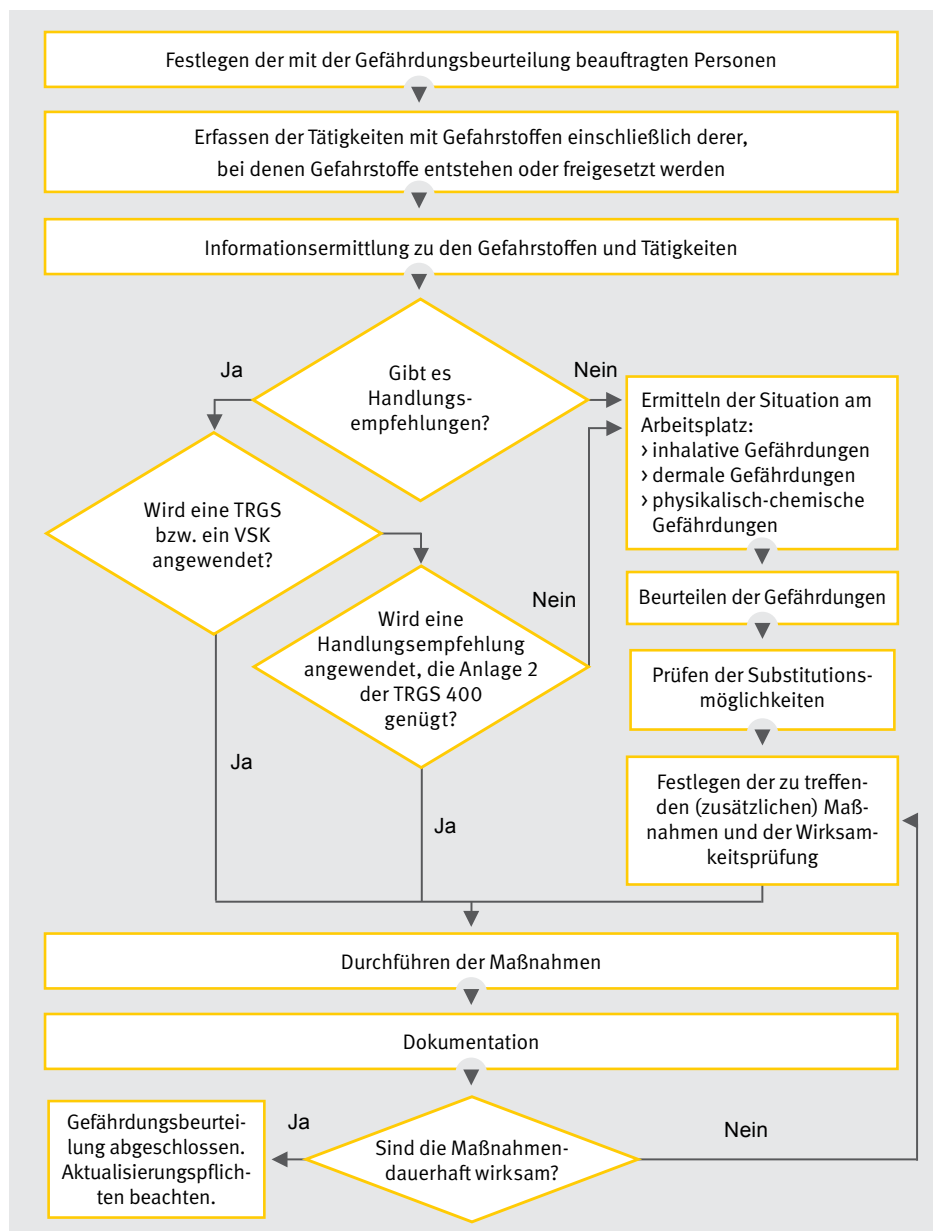 Festlegen der mit der Gefährdungsbeurteilung beauftragten Personen
Erfassen der Tätigkeiten mit Gefahrstoffen einschließlich derer,
bei denen Gefahrstoffe entstehen oder freigesetzt werden
Informationsermittlung zu den Gefahrstoffen und Tätigkeiten
Ja
Gibt es
Handlungs-
empfehlungen?
Nein
Wird eine TRGS
bzw. ein VSK
angewendet?
Ja
Wird eine
Handlungsempfehlung
angewendet, die Anlage 2
der TRGS 400
genügt?
Nein
Ja
Ermitteln der Situation am
Arbeitsplatz:
› inhalative Gefährdungen
› dermale Gefährdungen
› physikalisch-chemische
Gefährdungen
Beurteilen der Gefährdungen
Prüfen der Substitutions-
möglichkeiten
Festlegen der zu treffen-
den (zusätzlichen) Maß-
nahmen und der Wirksam-
keitsprüfung
Durchführen der Maßnahmen
Dokumentation
Sind die Maßnahmen-
dauerhaft wirksam?
Ja
Nein
Gefährdungsbeurtei-
lung abgeschlossen.
Aktualisierungspflich-
ten beachten.